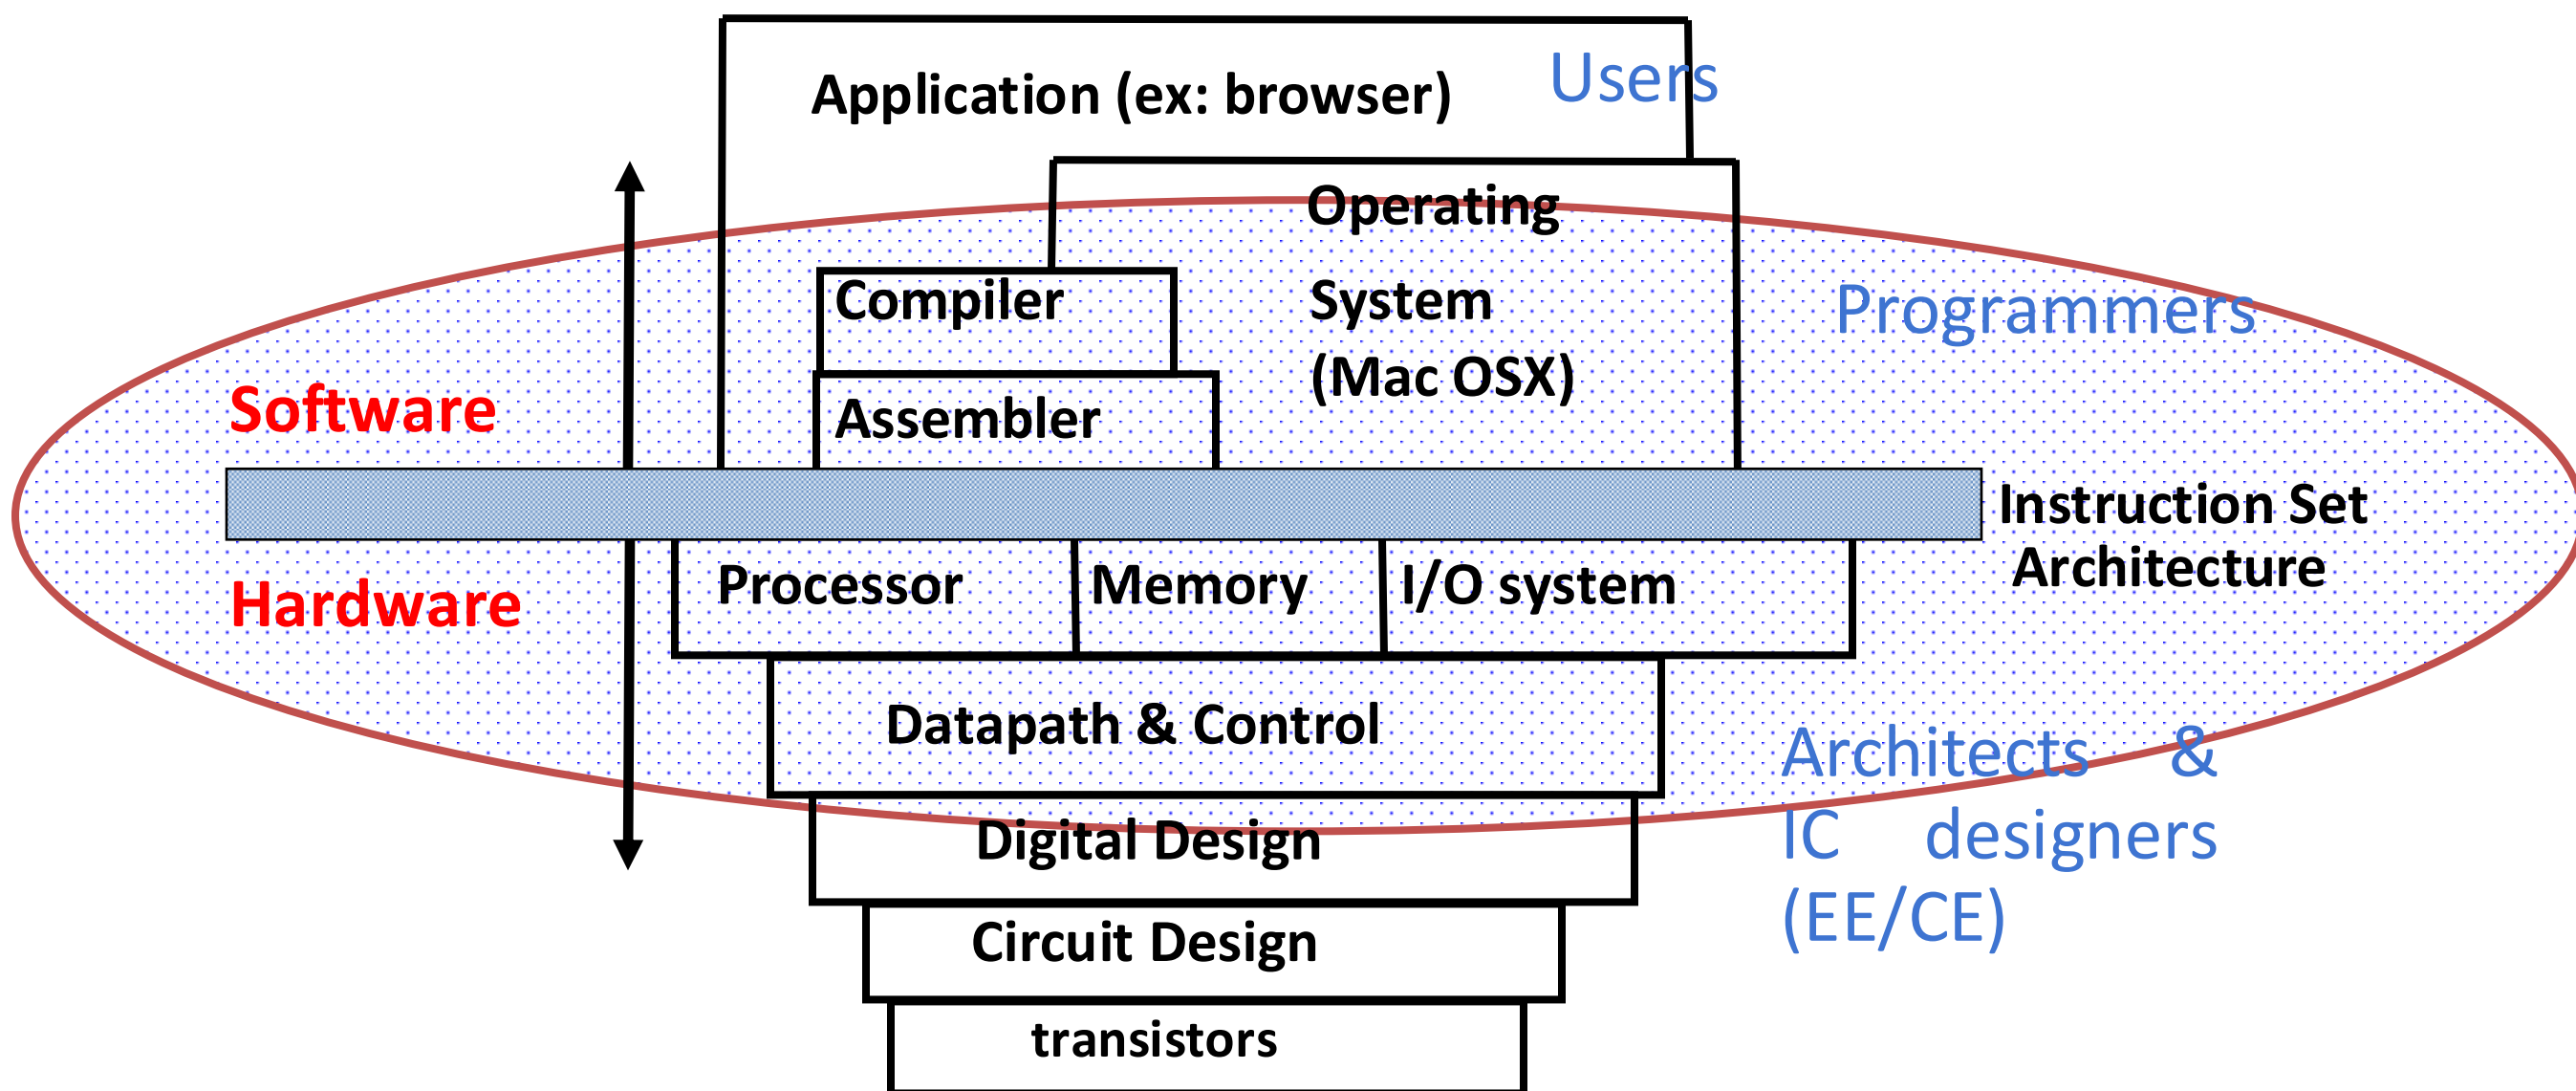 Application (ex: browser)
Users
Operating
System
(Mac OSX)
Compiler
Programmers
Assembler
Software
Instruction Set
Architecture
Hardware
Processor
Memory
I/O system
Datapath & Control
Architects &
IC designers
(EE/CE)
Digital Design
Circuit Design
transistors